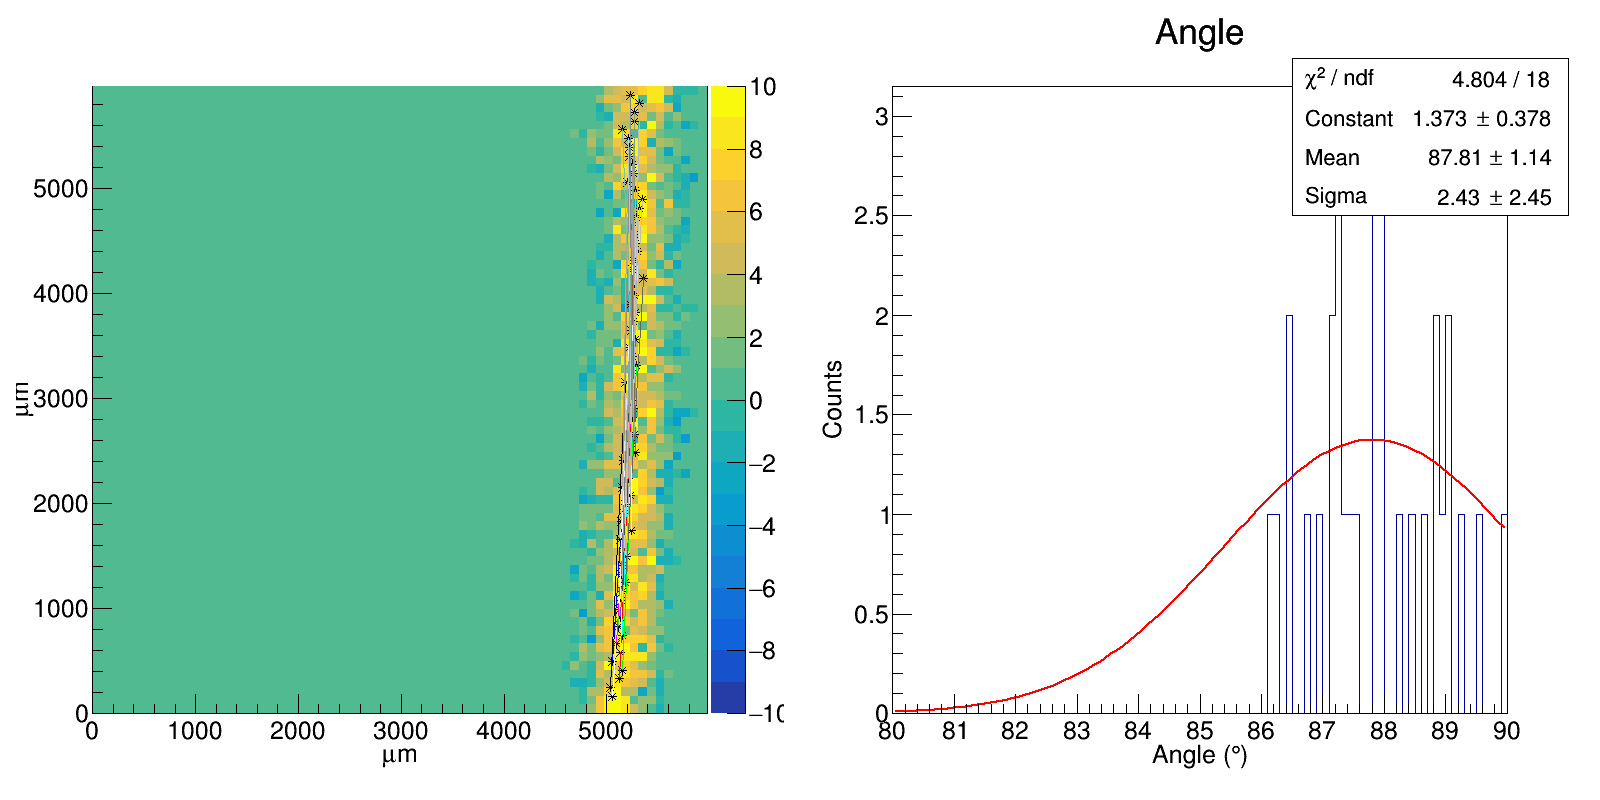 Angle
χ² / ndf 4.804 / 18
Constant 1.373 ± 0.378
Mean 87.81 ± 1.14
Sigma 2.43 ± 2.45
μm
5000
4000
3000
2000
1000
0
0 1000 2000 3000 4000 5000
μm
10
8
6
4
2
0
−2
−4
−6
−8
−10
Counts
3
2.5
2
1.5
1
0.5
0
80 81 82 83 84 85 86 87 88 89 90
Angle (°)